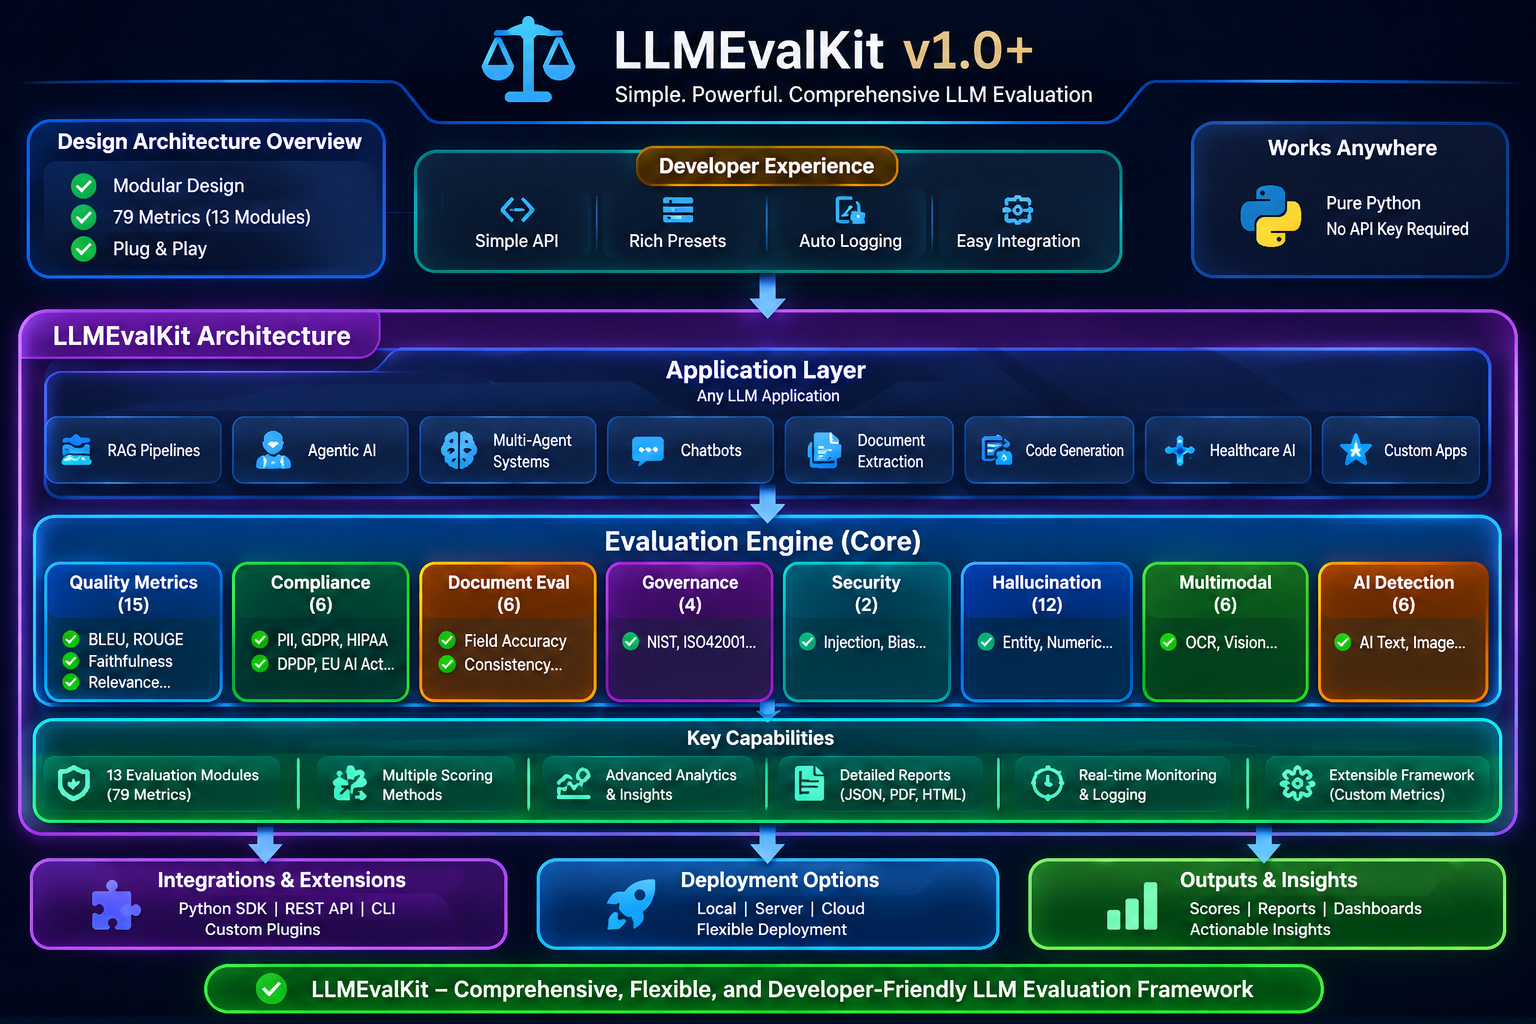 LLMEvalKit v1.0+
Simple. Powerful. Comprehensive LLM Evaluation
Design Architecture Overview
Modular Design
79 Metrics (13 Modules)
Plug & Play
Developer Experience
Simple API
Rich Presets
Auto Logging
Easy Integration
Works Anywhere
Pure Python
No API Key Required
LLMEvalKit Architecture
Application Layer
Any LLM Application
RAG Pipelines
Agentic AI
Multi-Agent
Systems
Chatbots
Document
Extraction
Code Generation
Healthcare AI
Custom Apps
Evaluation Engine (Core)
Quality Metrics
(15)
BLEU, ROUGE
Faithfulness
Relevance...
Compliance
(6)
PII, GDPR, HIPAA
DPDP, EU AI Act...
Document Eval
(6)
Field Accuracy
Consistency...
Governance
(4)
NIST, ISO42001...
Security
(2)
Injection, Bias...
Hallucination
(12)
Entity, Numeric...
Multimodal
(6)
OCR, Vision...
AI Detection
(6)
AI Text, Image...
Key Capabilities
13 Evaluation Modules
(79 Metrics)
Multiple Scoring
Methods
Advanced Analytics
& Insights
Detailed Reports
(JSON, PDF, HTML)
Real-time Monitoring
& Logging
Extensible Framework
(Custom Metrics)
Integrations & Extensions
Python SDK | REST API | CLI
Custom Plugins
Deployment Options
Local | Server | Cloud
Flexible Deployment
Outputs & Insights
Scores | Reports | Dashboards
Actionable Insights
LLMEvalKit – Comprehensive, Flexible, and Developer-Friendly LLM Evaluation Framework